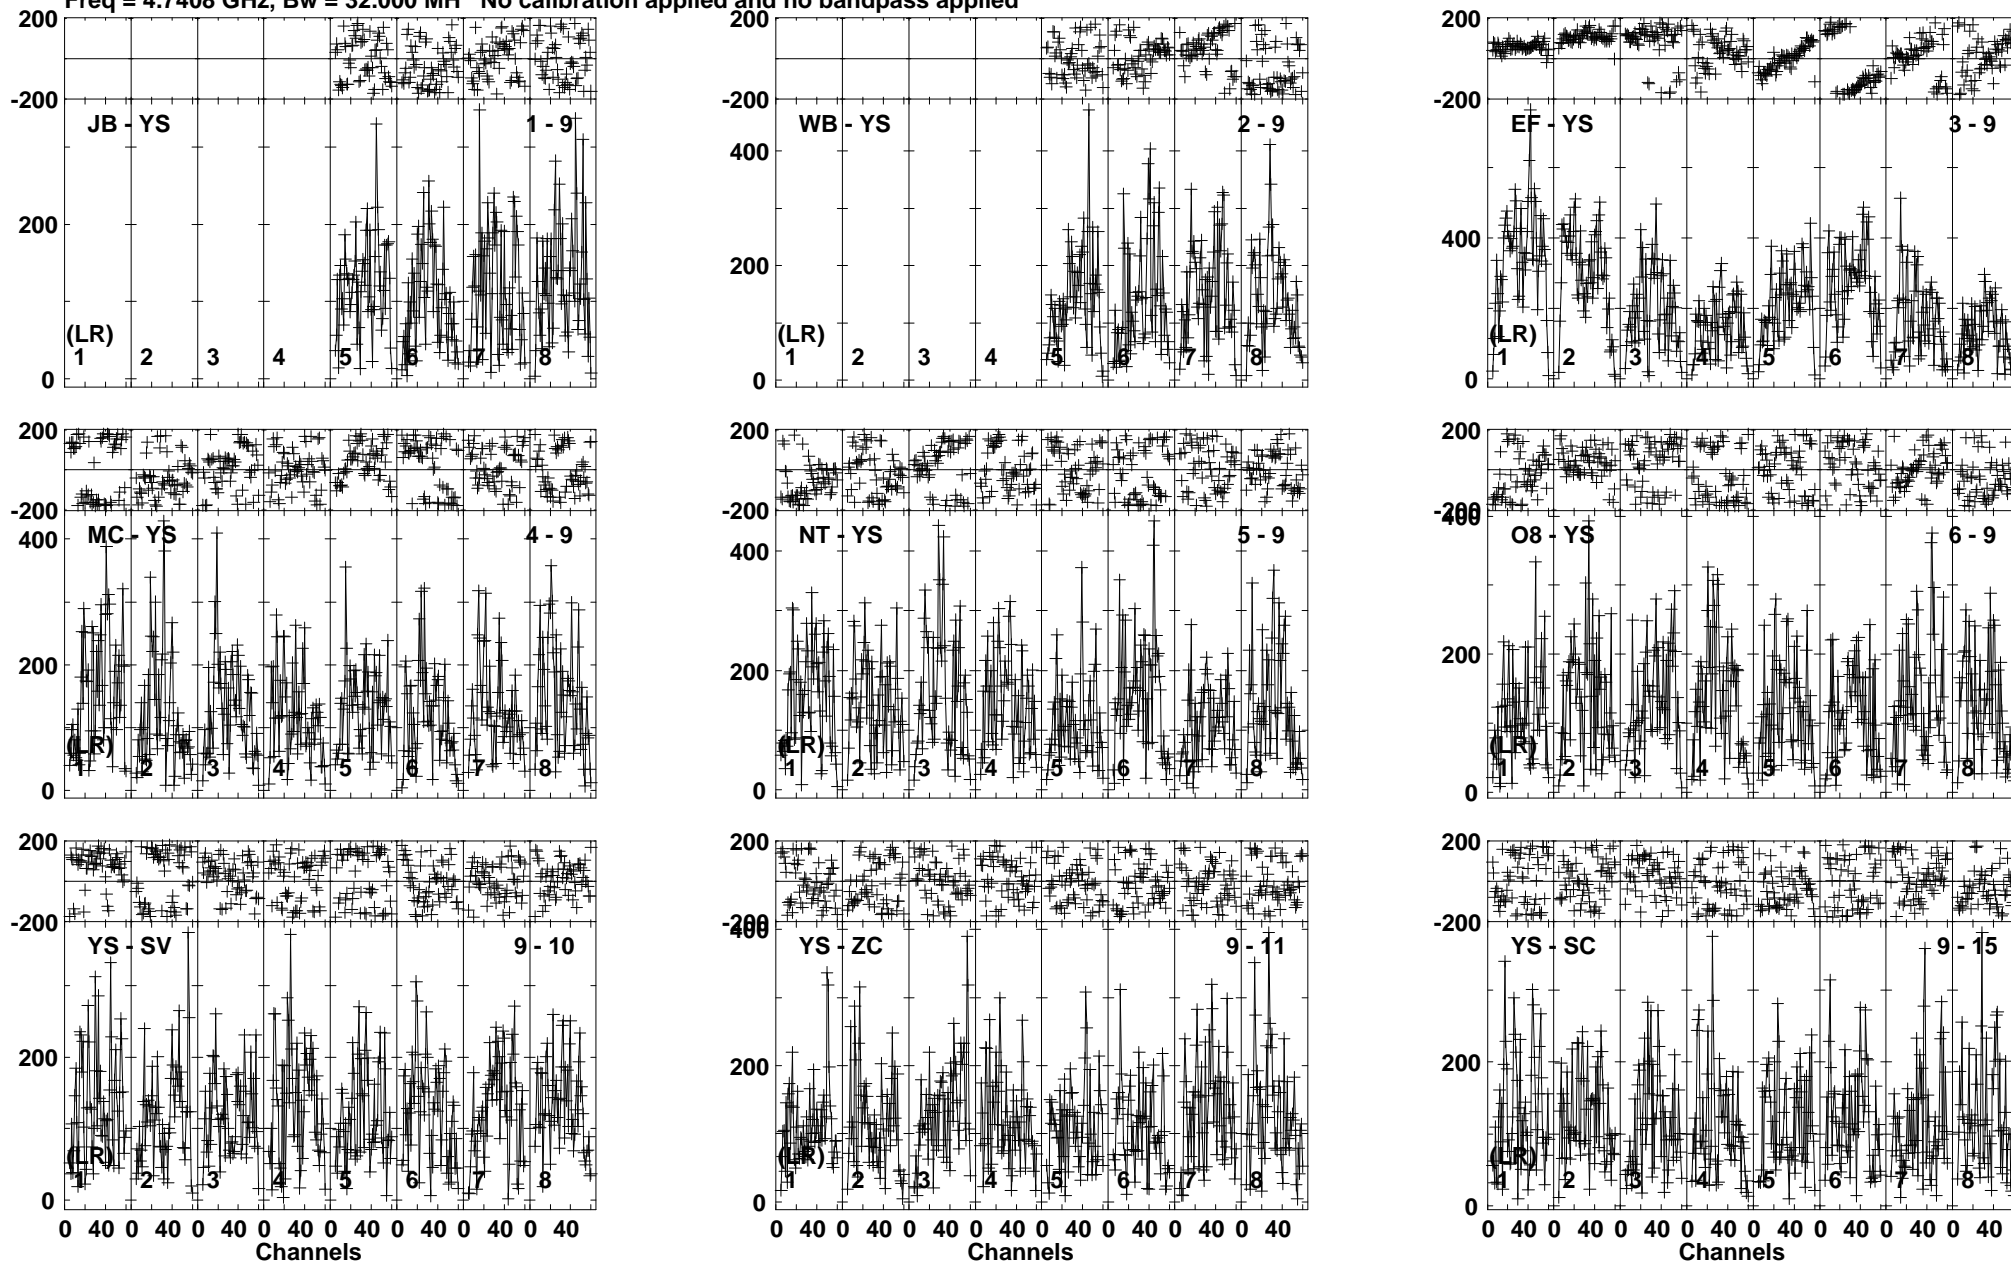 Freq = 4.7408 GHz, Bw = 32.000 MH No calibration applied and no bandpass applied
200 200 200
-200 -200 -200
JB - YS 1 - 9 WB - YS 2 - 9 EF - YS 3 - 9
400
400
200 200
(LR) (LR) (LR)
1 2 3 4 5 6 7 8 1 2 3 4 5 6 7 8 1 2 3 4 5 6 7 8
0 0 0
200 200 200
-200 -200 -200
400
MC - YS 4 - 9 NT - YS 5 - 9 O8 - YS 6 - 9
400 400
200 200 200
(LR) (LR) (LR)
1 2 3 4 5 6 7 8 1 2 3 4 5 6 7 8 1 2 3 4 5 6 7 8
0 0 0
200 200 200
-200 -200 -200
400
YS - SV 9 - 10 YS - ZC 9 - 11 YS - SC 9 - 15
200 200 200
(LR) (LR) (LR)
1 2 3 4 5 6 7 8 1 2 3 4 5 6 7 8 1 2 3 4 5 6 7 8
0 0 0
0 40 0 40 0 40 0 40 0 40 0 40 0 40 0 40 0 40 0 40 0 40 0 40 0 40 0 40 0 40 0 40 0 40 0 40 0 40 0 40 0 40 0 40 0 40 0 40
Channels Channels Channels